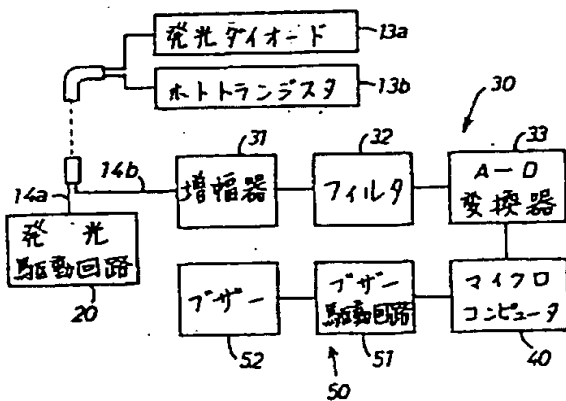 発光ダイオード
13a
ホトトランジスタ
13b
30
31
32
33
14b
14a
増幅器
フィルタ
A-D
変換器
発光
駆動回路
20
ブザー
52
ブザー
駆動回路
51
50
マイクロ
コンピュータ
40